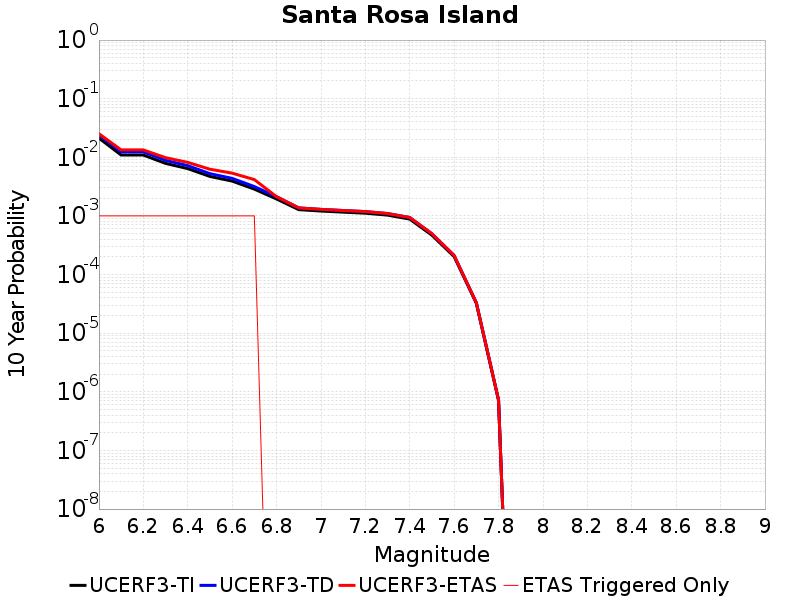 Santa Rosa Island
10 Year Probability
10^0
10^-1
10^-2
10^-3
10^-4
10^-5
10^-6
10^-7
10^-8
6 6.2 6.4 6.6 6.8 7 7.2 7.4 7.6 7.8 8 8.2 8.4 8.6 8.8 9
Magnitude
UCERF3-TI UCERF3-TD UCERF3-ETAS ETAS Triggered Only